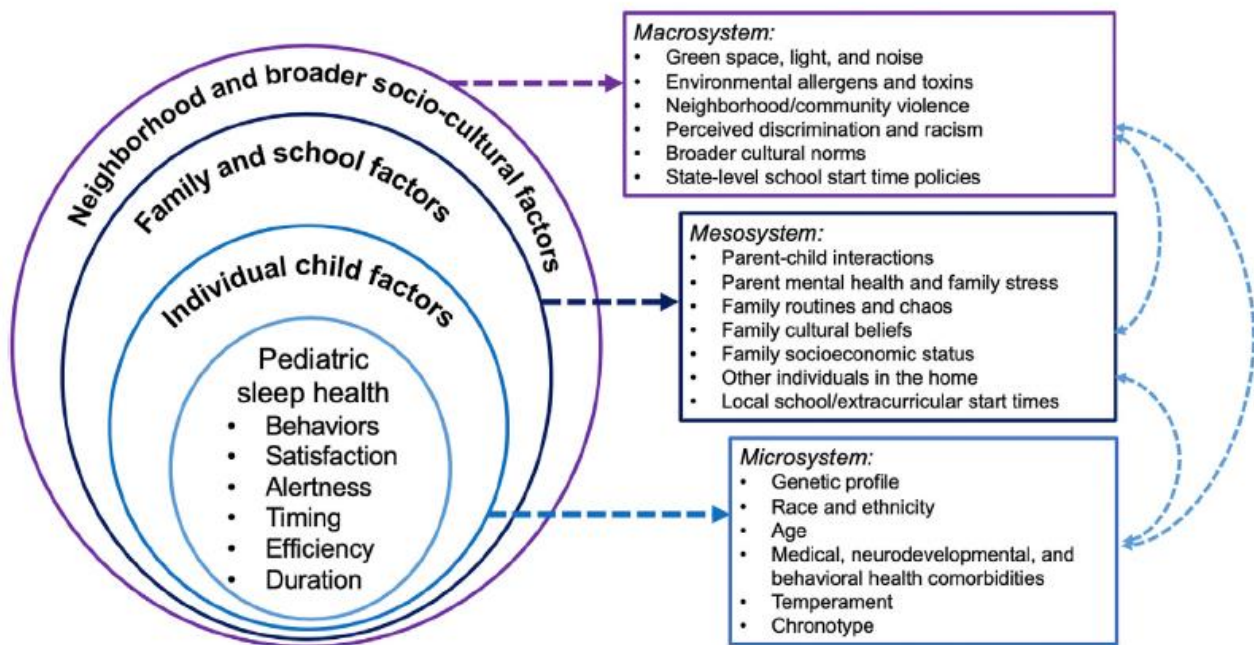 Neighborhood and broader socio-cultural factors
Family and school factors
Individual child factors
Pediatric
sleep health
• Behaviors
• Satisfaction
• Alertness
• Timing
• Efficiency
• Duration
Macrosystem:
• Green space, light, and noise
• Environmental allergens and toxins
• Neighborhood/community violence
• Perceived discrimination and racism
• Broader cultural norms
• State-level school start time policies
Mesosystem:
• Parent-child interactions
• Parent mental health and family stress
• Family routines and chaos
• Family cultural beliefs
• Family socioeconomic status
• Other individuals in the home
• Local school/extracurricular start times
Microsystem:
• Genetic profile
• Race and ethnicity
• Age
• Medical, neurodevelopmental, and
behavioral health comorbidities
• Temperament
• Chronotype